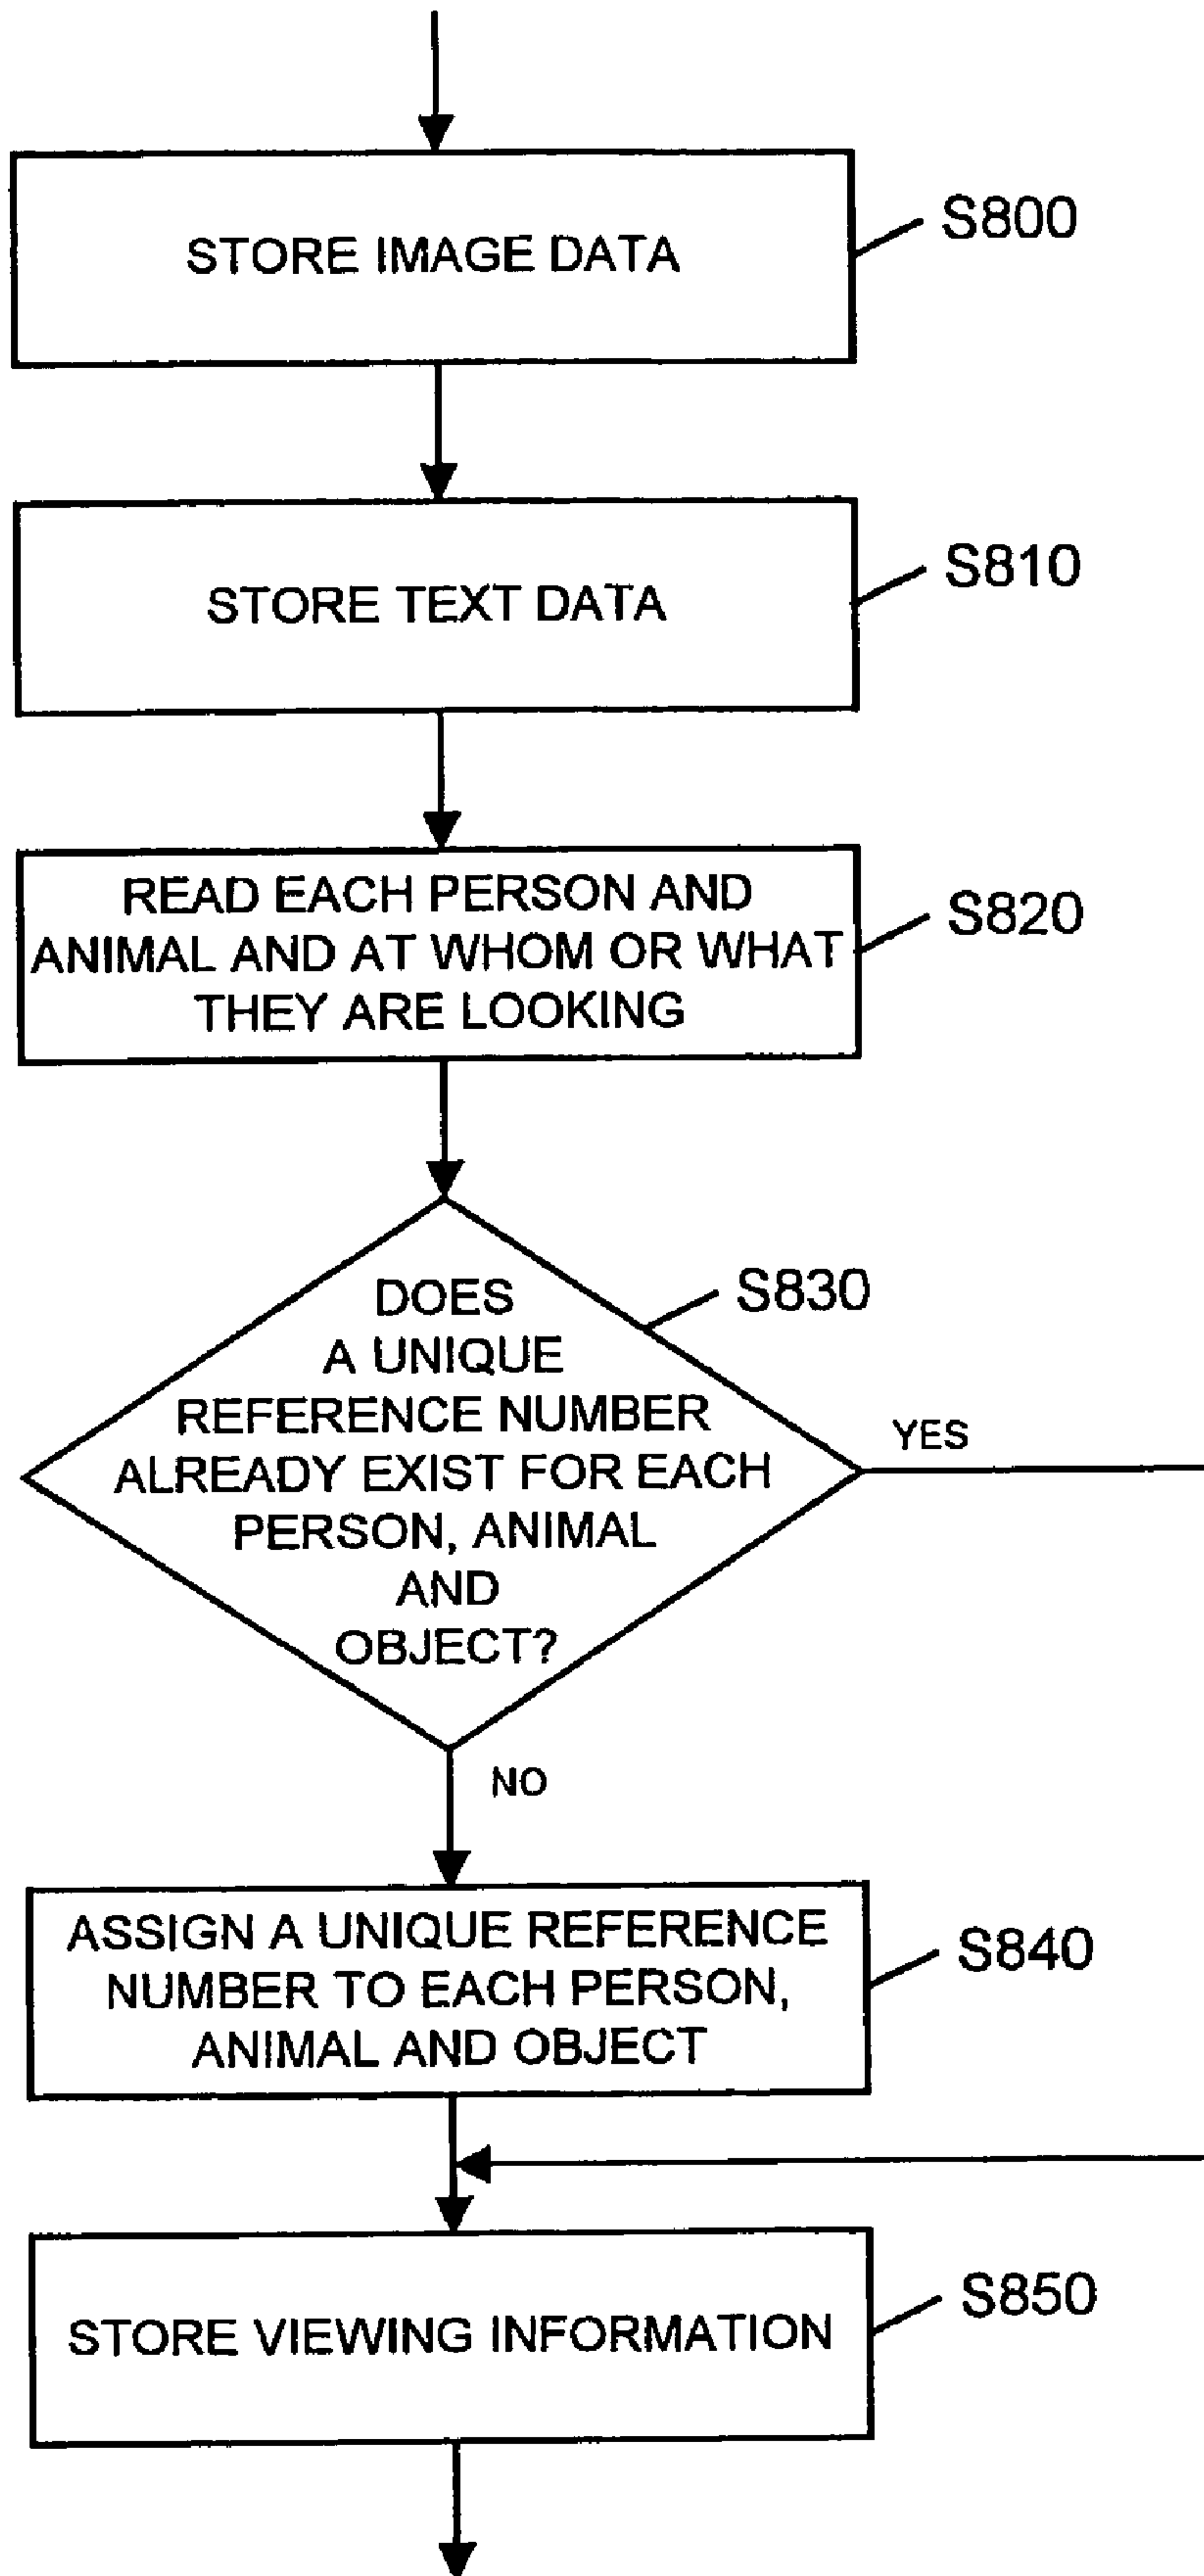 STORE IMAGE DATA
S800
STORE TEXT DATA
S810
READ EACH PERSON AND
ANIMAL AND AT WHOM OR WHAT
THEY ARE LOOKING
S820
DOES
A UNIQUE
REFERENCE NUMBER
ALREADY EXIST FOR EACH
PERSON, ANIMAL
AND
OBJECT?
S830
YES
NO
ASSIGN A UNIQUE REFERENCE
NUMBER TO EACH PERSON,
ANIMAL AND OBJECT
S840
STORE VIEWING INFORMATION
S850